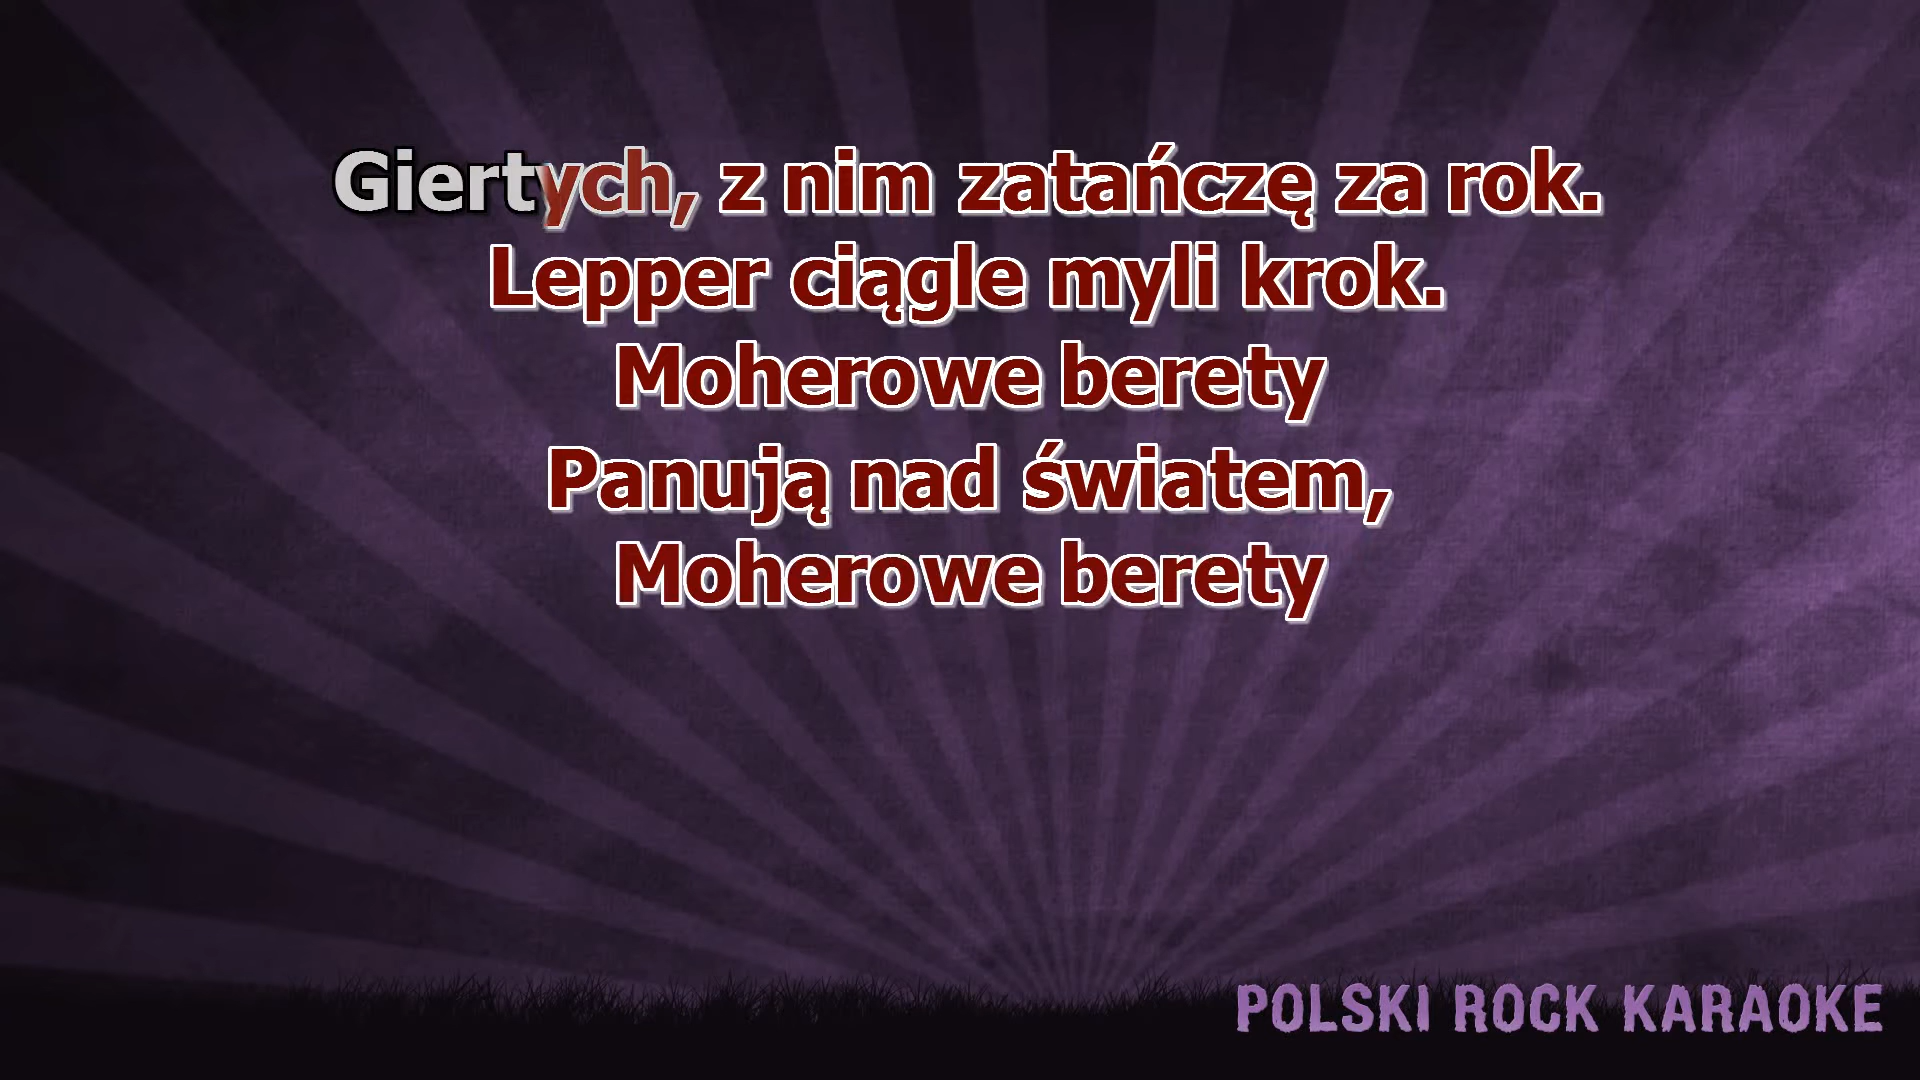 Giertych, z nim zatańczę za rok.
Lepper ciągle myli krok.
Moherowe berety
Panują nad światem,
Moherowe berety
POLSKI ROCK KARAOKE